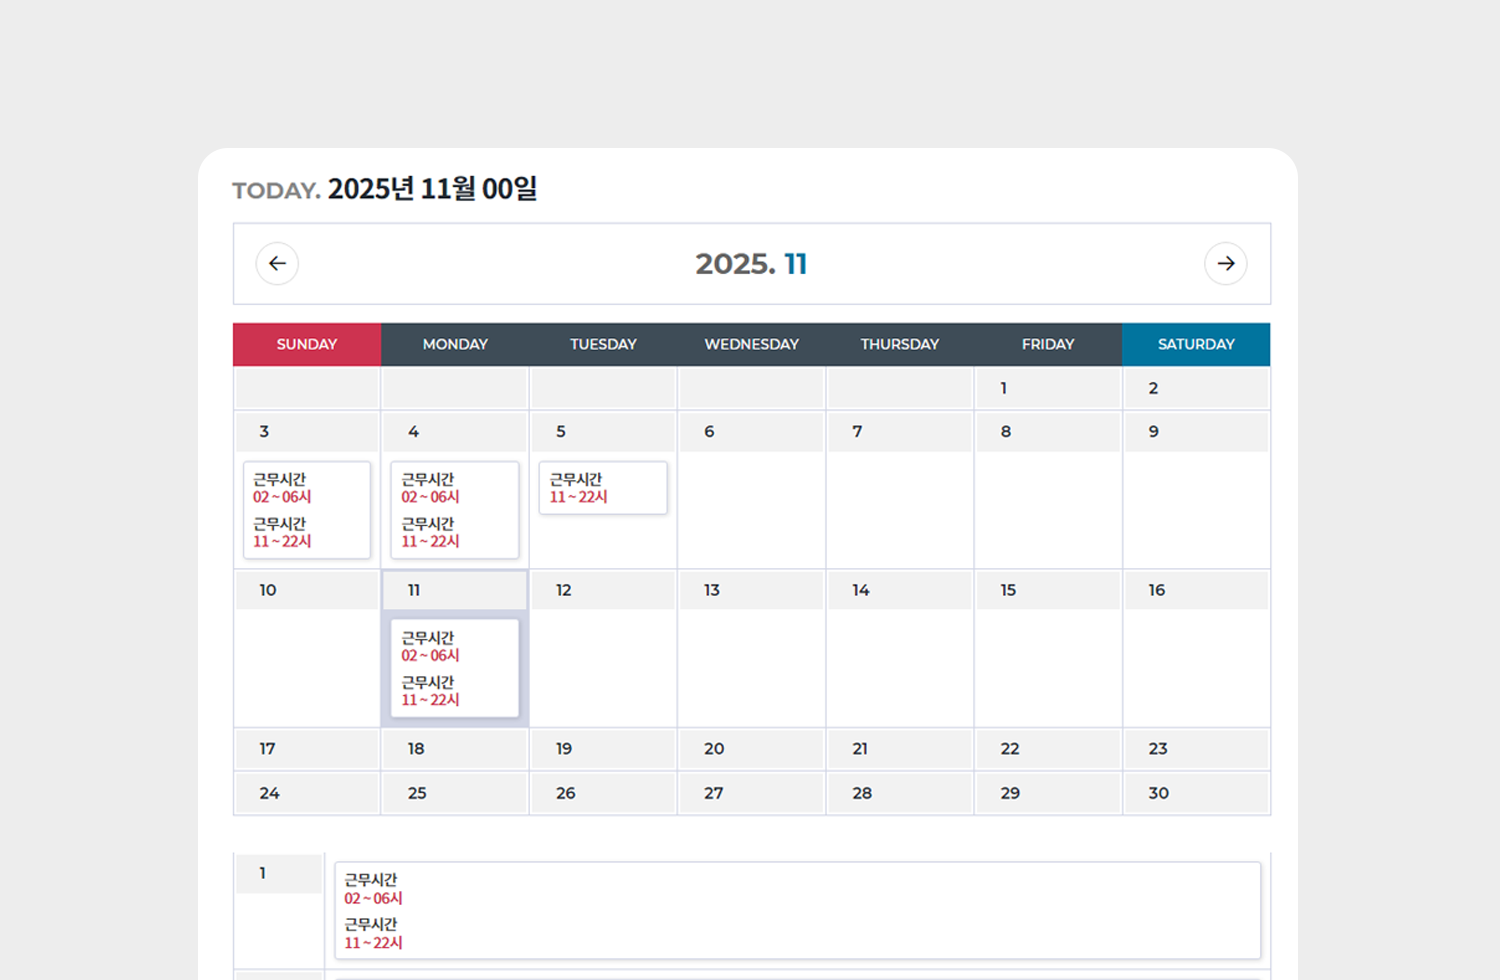 TODAY. 2025년 11월 00일
2025. 11
SUNDAY MONDAY TUESDAY WEDNESDAY THURSDAY FRIDAY SATURDAY
1 2
3 4 5 6 7 8 9
근무시간 근무시간 근무시간
02 ~ 06시 02 ~ 06시 11 ~ 22시
근무시간 근무시간
11 ~ 22시 11 ~ 22시
10 11 12 13 14 15 16
근무시간
02 ~ 06시
근무시간
11 ~ 22시
17 18 19 20 21 22 23
24 25 26 27 28 29 30
1
근무시간
02 ~ 06시
근무시간
11 ~ 22시